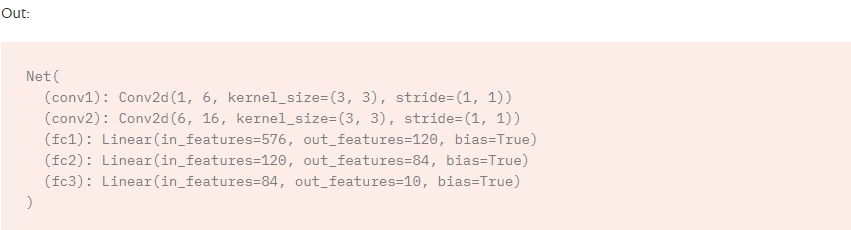 Out:
Net(
  (conv1): Conv2d(1, 6, kernel_size=(3, 3), stride=(1, 1))
  (conv2): Conv2d(6, 16, kernel_size=(3, 3), stride=(1, 1))
  (fc1): Linear(in_features=576, out_features=120, bias=True)
  (fc2): Linear(in_features=120, out_features=84, bias=True)
  (fc3): Linear(in_features=84, out_features=10, bias=True)
)